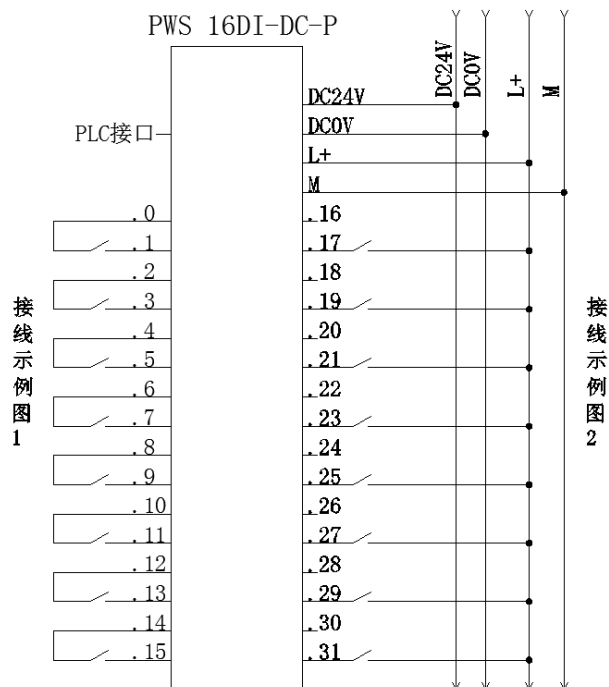 PWS 16DI-DC-P
DC24V
DC0V
L+
M
DC24V
PLC接口
DC0V
L+
M
.0
.16
.1
.17
.2
.18
.3
.19
.4
.20
.5
.21
.6
.22
.7
.23
.8
.24
.9
.25
.10
.26
.11
.27
.12
.28
.13
.29
.14
.30
.15
.31
接线示例图1
接线示例图2